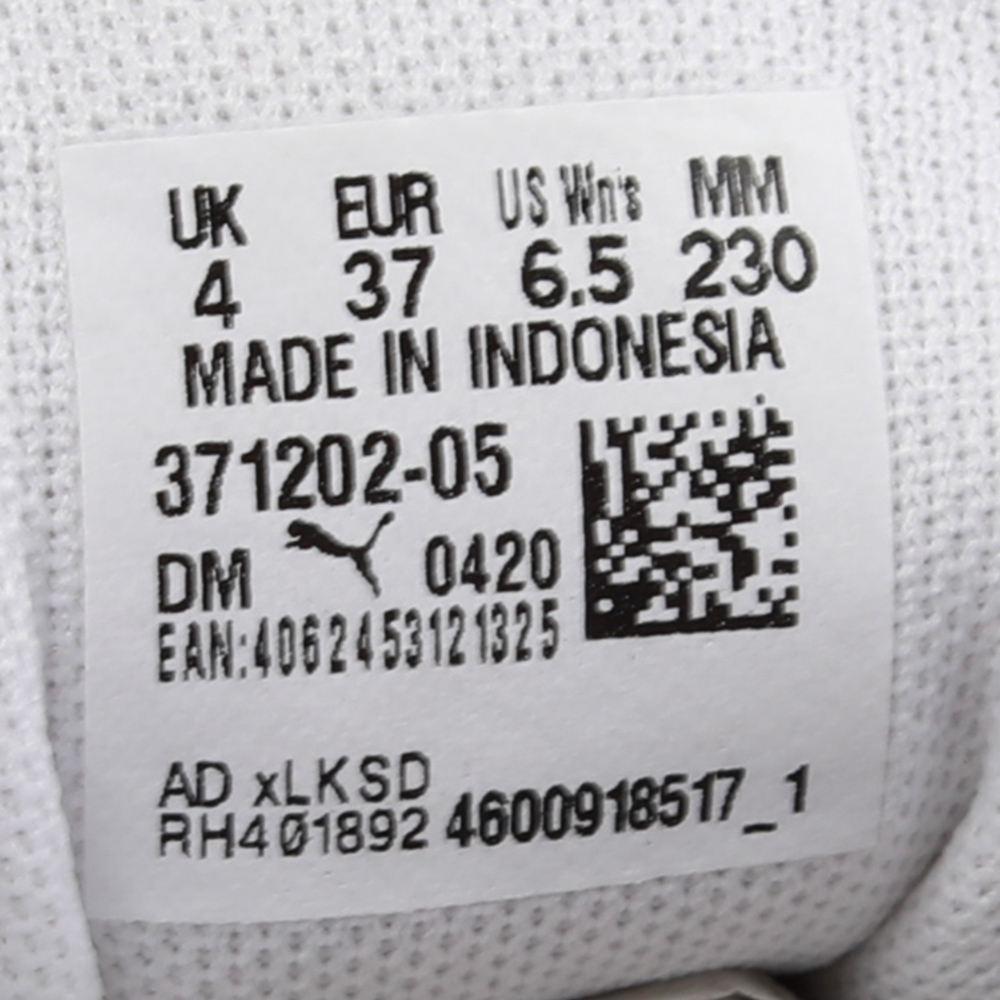 UK EUR US Wn's MM
4 37 6.5 230
MADE IN INDONESIA
371202-05
DM 0420
EAN:4062453121325
AD xLKSD
RH401892 4600918517_1